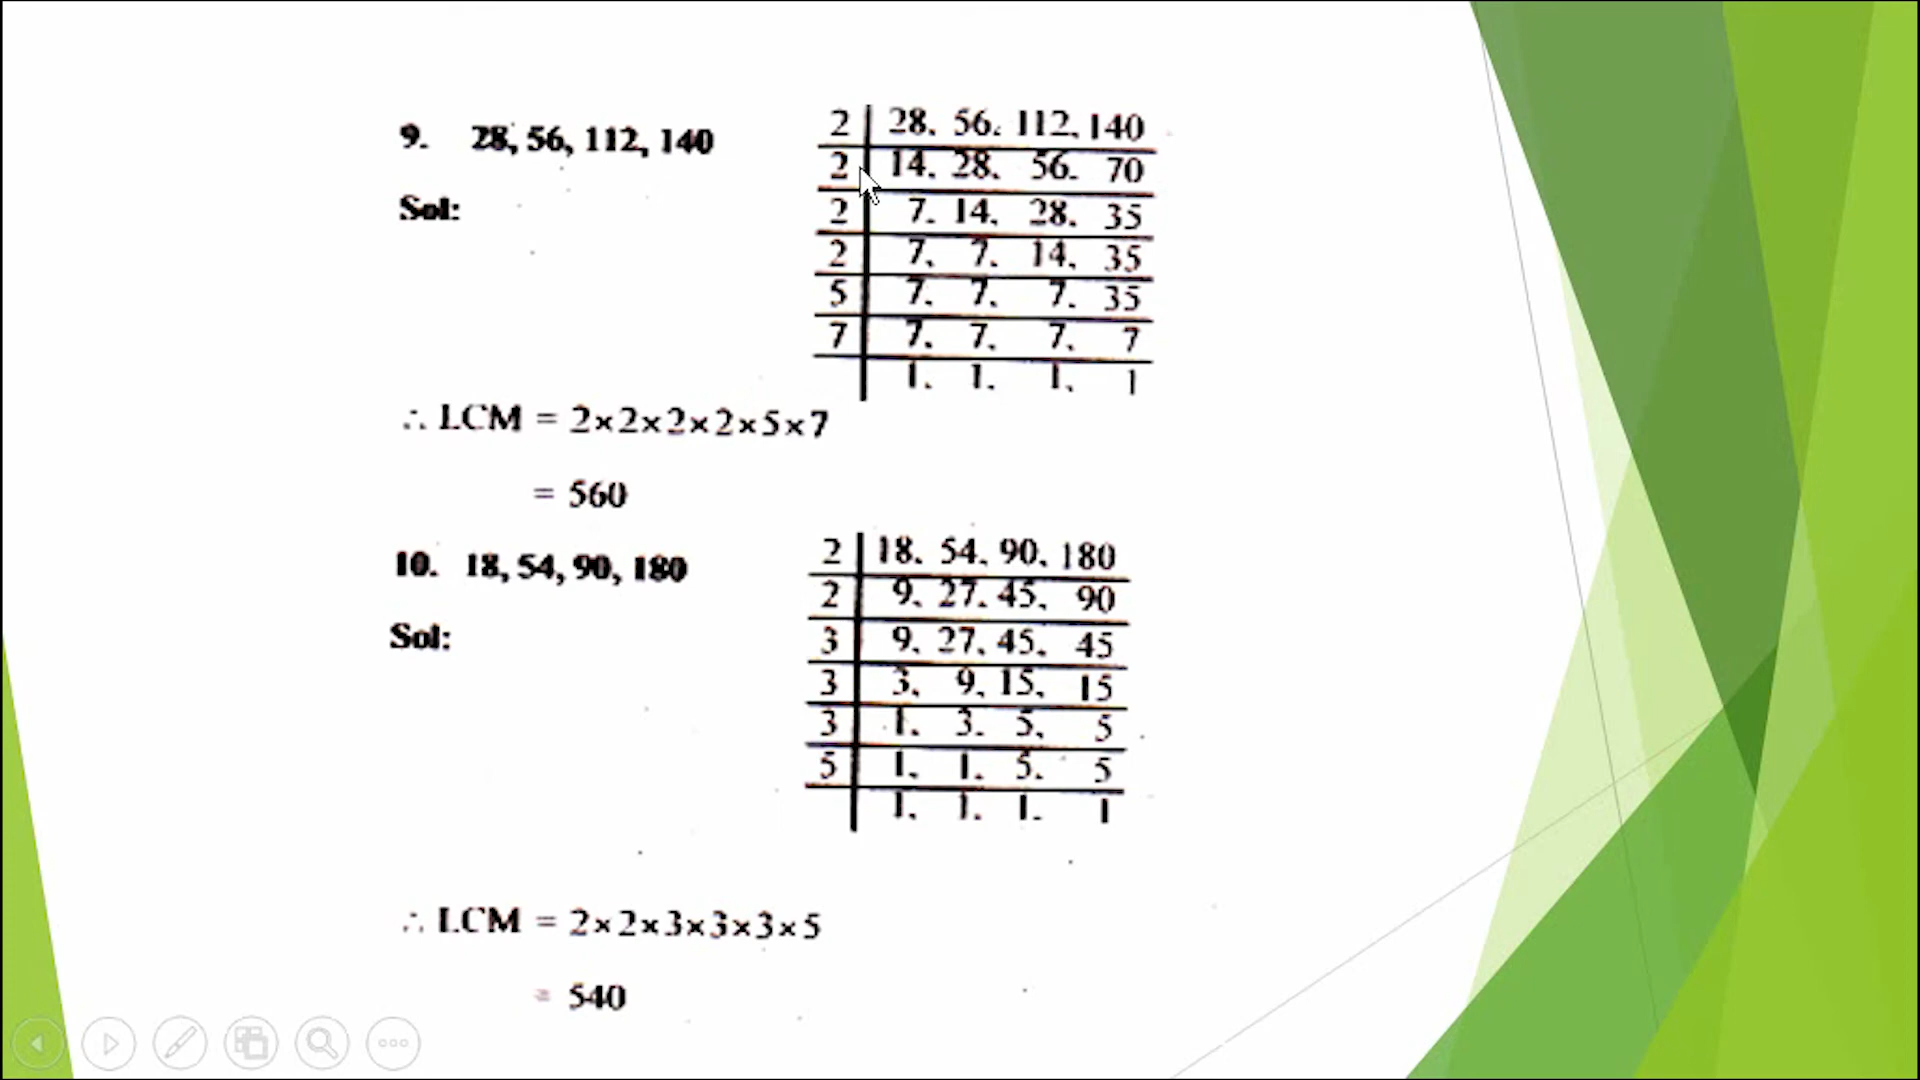 9. 28, 56, 112, 140
Sol:
2 | 28, 56, 112, 140
2 | 14, 28, 56, 70
2 | 7, 14, 28, 35
2 | 7, 7, 14, 35
5 | 7, 7, 7, 35
7 | 7, 7, 7, 7
| 1, 1, 1, 1
∴ LCM = 2×2×2×2×5×7
= 560
10. 18, 54, 90, 180
Sol:
2 | 18, 54, 90, 180
2 | 9, 27, 45, 90
3 | 9, 27, 45, 45
3 | 3, 9, 15, 15
3 | 1, 3, 5, 5
5 | 1, 1, 5, 5
| 1, 1, 1, 1
∴ LCM = 2×2×3×3×3×5
= 540